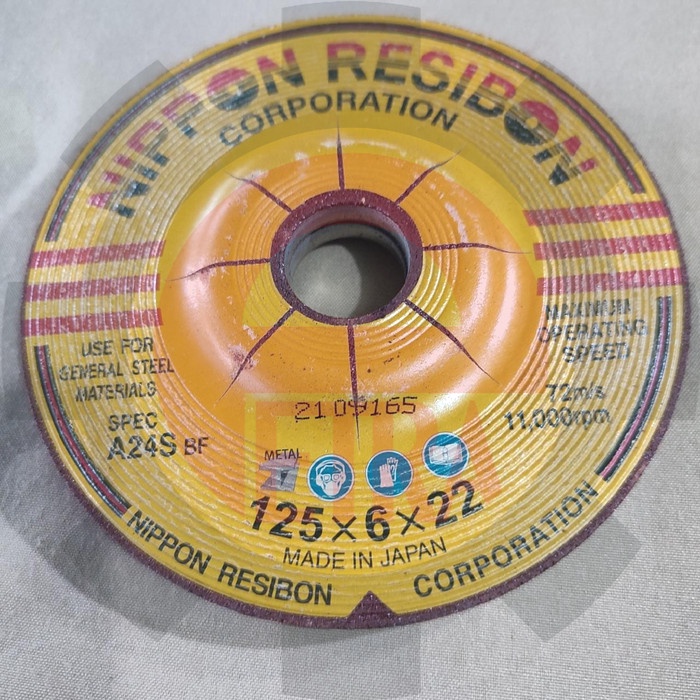 NIPPON RESIBON
CORPORATION
USE FOR
GENERAL STEEL
MATERIALS
SPEC
A24S BF
MAXIMUM
OPERATING
SPEED
72m/s
11,000rpm
2109165
METAL
125×6×22
MADE IN JAPAN
NIPPON RESIBON CORPORATION